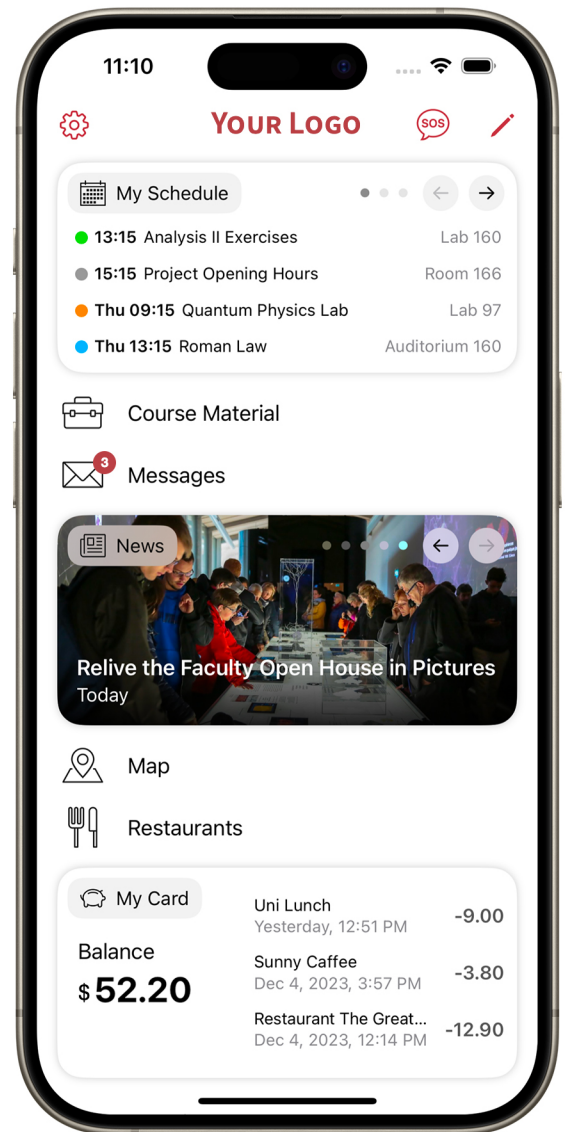 11:10
YOUR LOGO
SOS
My Schedule
13:15 Analysis II Exercises Lab 160
15:15 Project Opening Hours Room 166
Thu 09:15 Quantum Physics Lab Lab 97
Thu 13:15 Roman Law Auditorium 160
Course Material
3
Messages
News
Relive the Faculty Open House in Pictures
Today
Map
Restaurants
My Card
Balance
$ 52.20
Uni Lunch
Yesterday, 12:51 PM
-9.00
Sunny Caffee
Dec 4, 2023, 3:57 PM
-3.80
Restaurant The Great...
Dec 4, 2023, 12:14 PM
-12.90